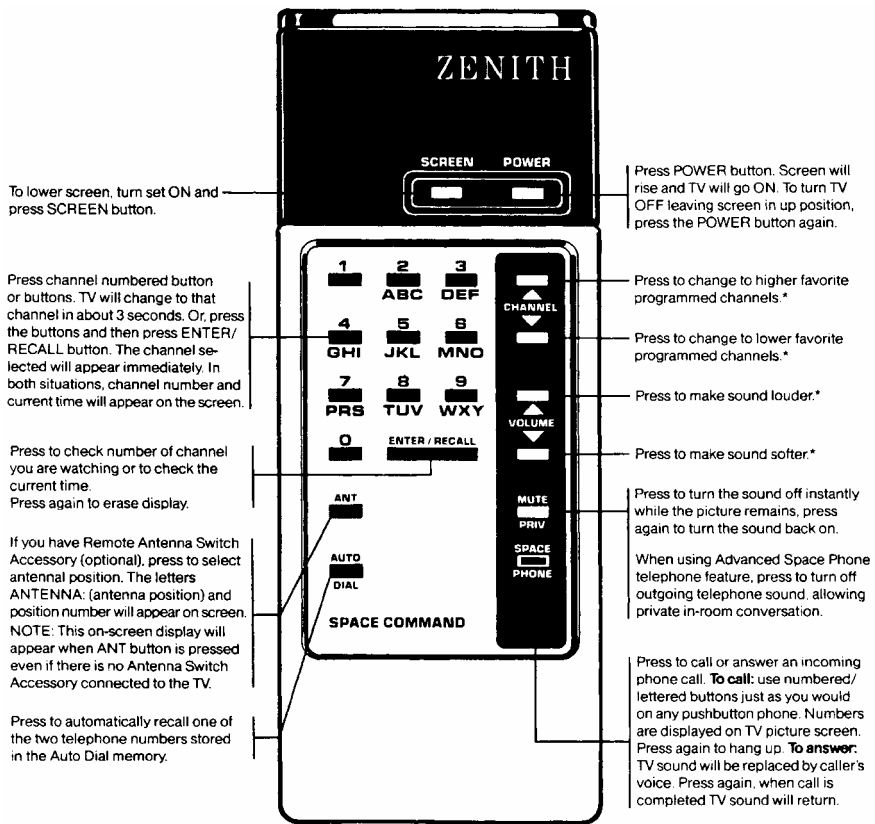 ZENITH
SCREEN POWER
To lower screen, turn set ON and
press SCREEN button.
Press POWER button. Screen will
rise and TV will go ON. To turn TV
OFF leaving screen in up position,
press the POWER button again.
Press channel numbered button
or buttons. TV will change to that
channel in about 3 seconds. Or, press
the buttons and then press ENTER/
RECALL button. The channel se-
lected will appear immediately. In
both situations, channel number and
current time will appear on the screen.
Press to check number of channel
you are watching or to check the
current time.
Press again to erase display.
If you have Remote Antenna Switch
Accessory (optional), press to select
antennal position. The letters
ANTENNA: (antenna position) and
position number will appear on screen.
NOTE: This on-screen display will
appear when ANT button is pressed
even if there is no Antenna Switch
Accessory connected to the TV.
Press to automatically recall one of
the two telephone numbers stored
in the Auto Dial memory.
1 2 3
ABC DEF
4 5 6
GHI JKL MNO
7 8 9
PRS TUV WXY
0 ENTER / RECALL
ANT
AUTO
DIAL
SPACE COMMAND
CHANNEL
VOLUME
MUTE
PRIV
SPACE
PHONE
Press to change to higher favorite
programmed channels.*
Press to change to lower favorite
programmed channels.*
Press to make sound louder.*
Press to make sound softer.*
Press to turn the sound off instantly
while the picture remains, press
again to turn the sound back on.
When using Advanced Space Phone
telephone feature, press to turn off
outgoing telephone sound, allowing
private in-room conversation.
Press to call or answer an incoming
phone call. To call: use numbered/
lettered buttons just as you would
on any pushbutton phone. Numbers
are displayed on TV picture screen.
Press again to hang up. To answer:
TV sound will be replaced by caller's
voice. Press again, when call is
completed TV sound will return.